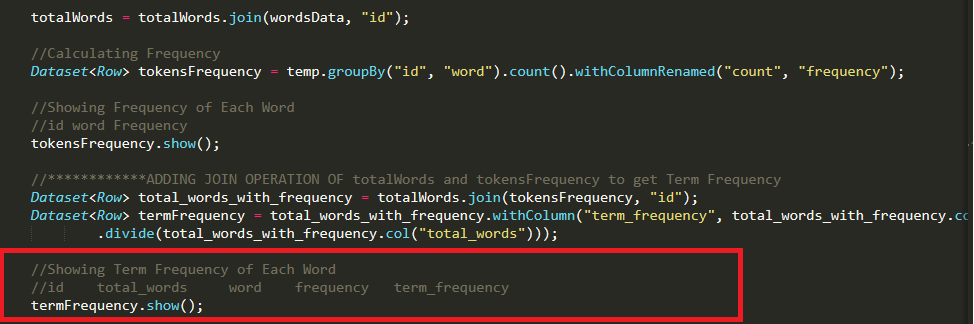 totalWords = totalWords.join(wordsData, "id");
//Calculating Frequency
Dataset<Row> tokensFrequency = temp.groupBy("id", "word").count().withColumnRenamed("count", "frequency");
//Showing Frequency of Each Word
//id word Frequency
tokensFrequency.show();
//************ADDING JOIN OPERATION OF totalWords and tokensFrequency to get Term Frequency
Dataset<Row> total_words_with_frequency = totalWords.join(tokensFrequency, "id");
Dataset<Row> termFrequency = total_words_with_frequency.withColumn("term_frequency", total_words_with_frequency.co
.divide(total_words_with_frequency.col("total_words")));
//Showing Term Frequency of Each Word
//id    total_words     word    frequency   term_frequency
termFrequency.show();